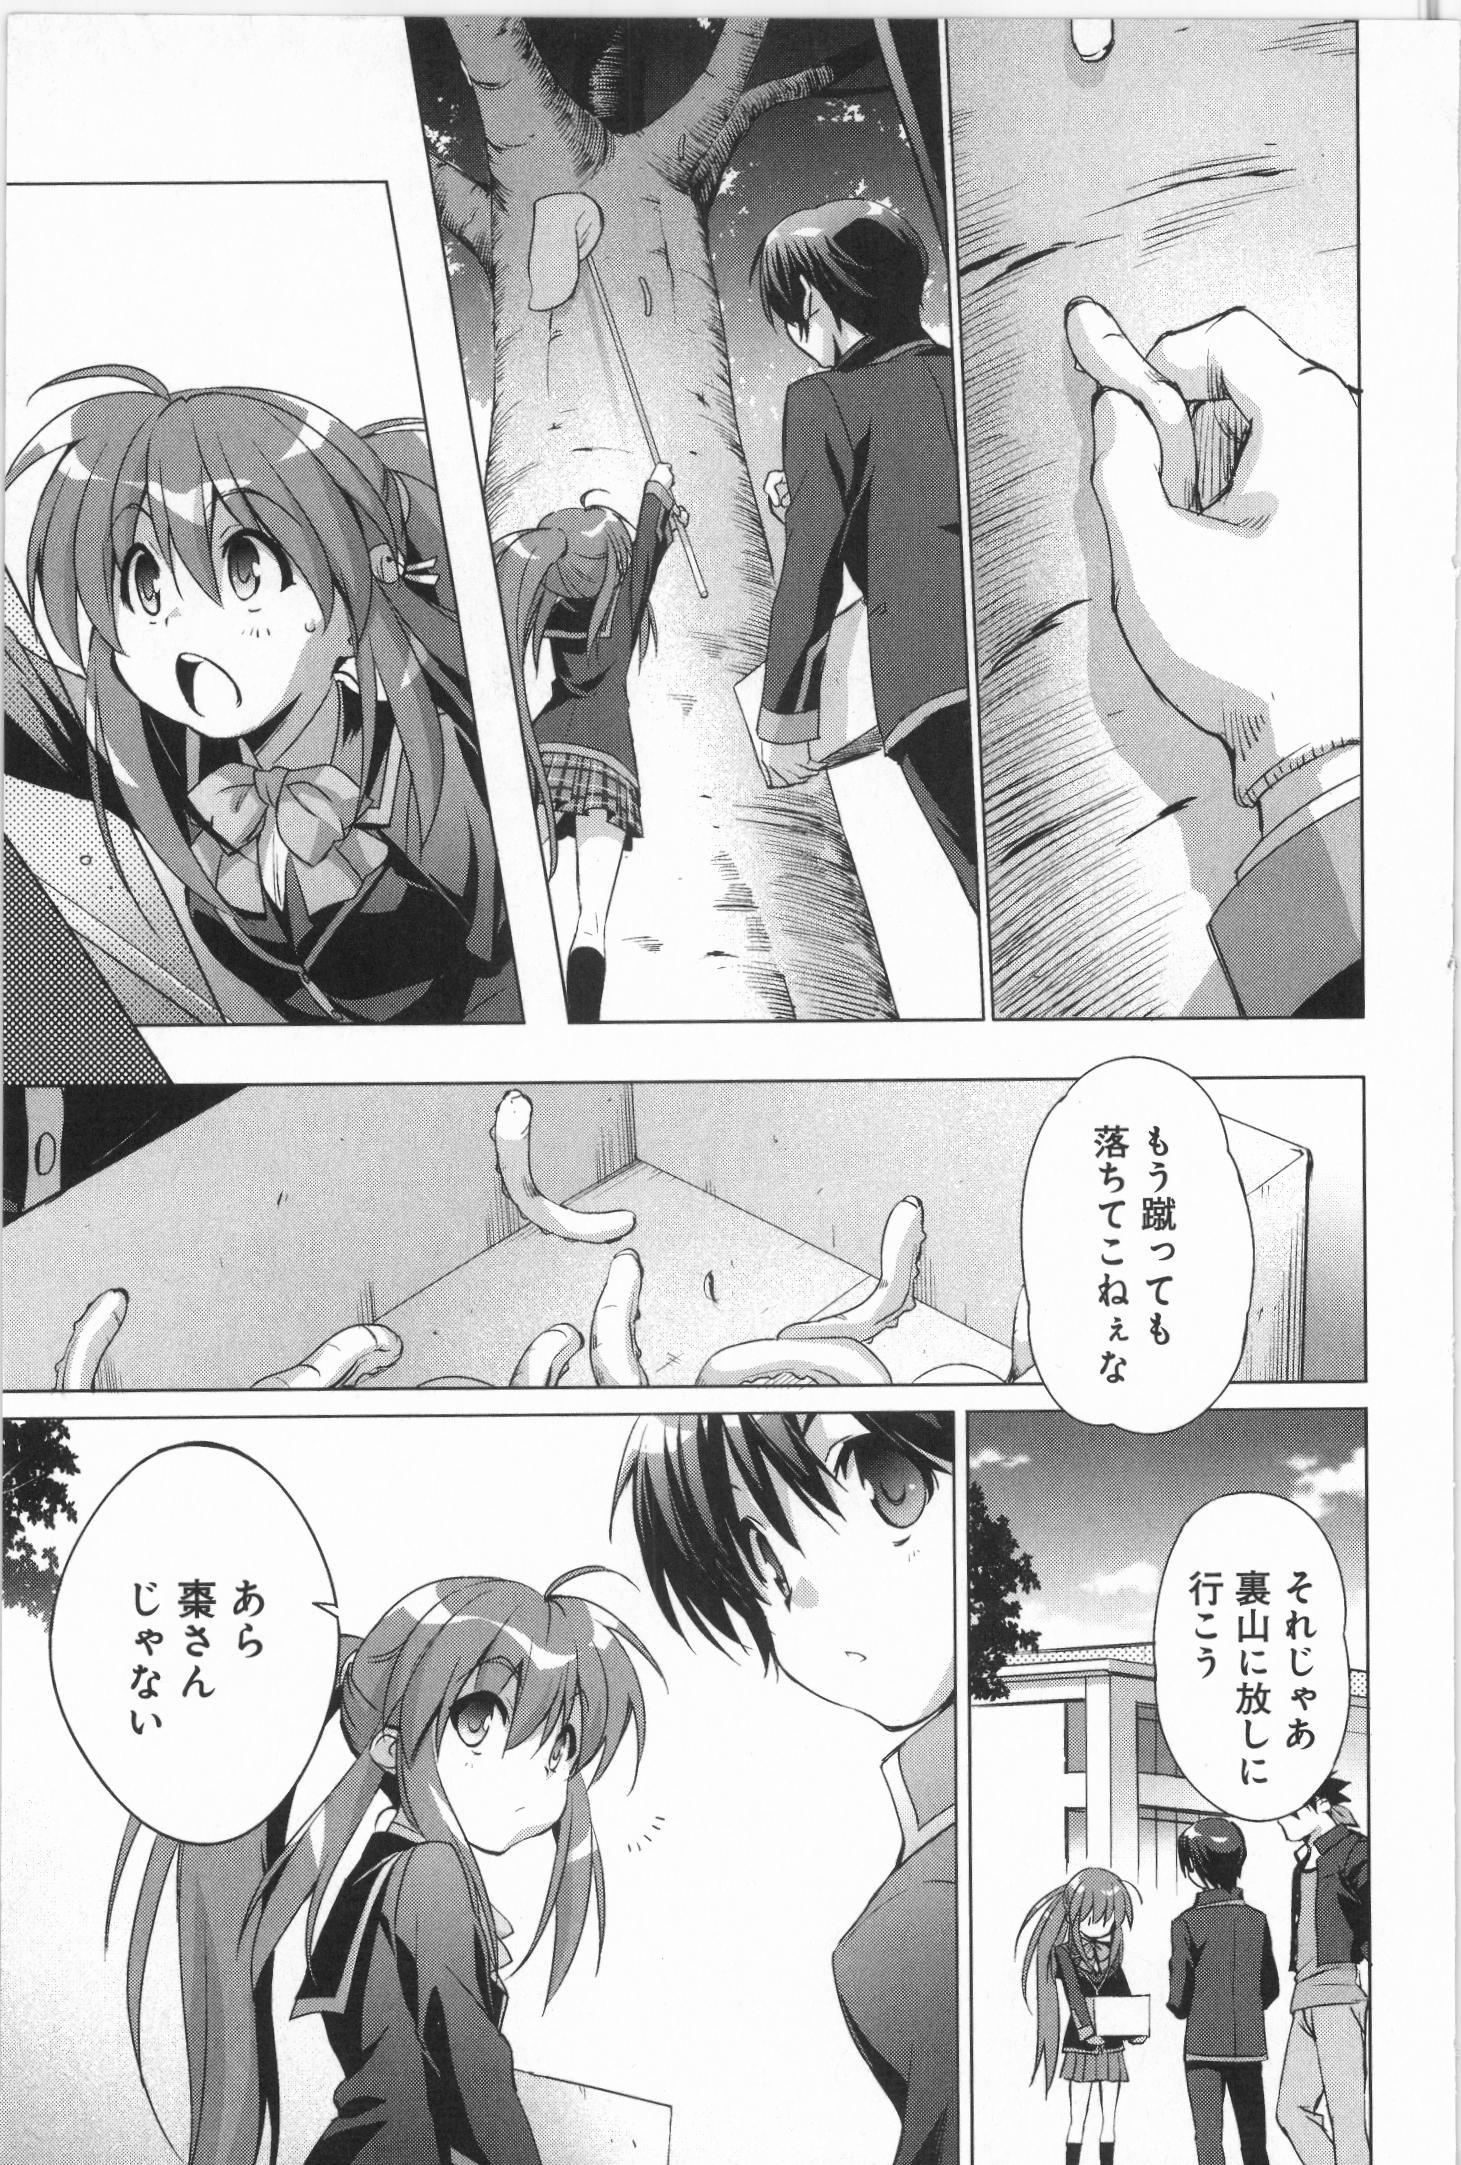 もう蹴っても
落ちてこねぇな
それじゃあ
裏山に放しに
行こう
あら
棗さん
じゃない